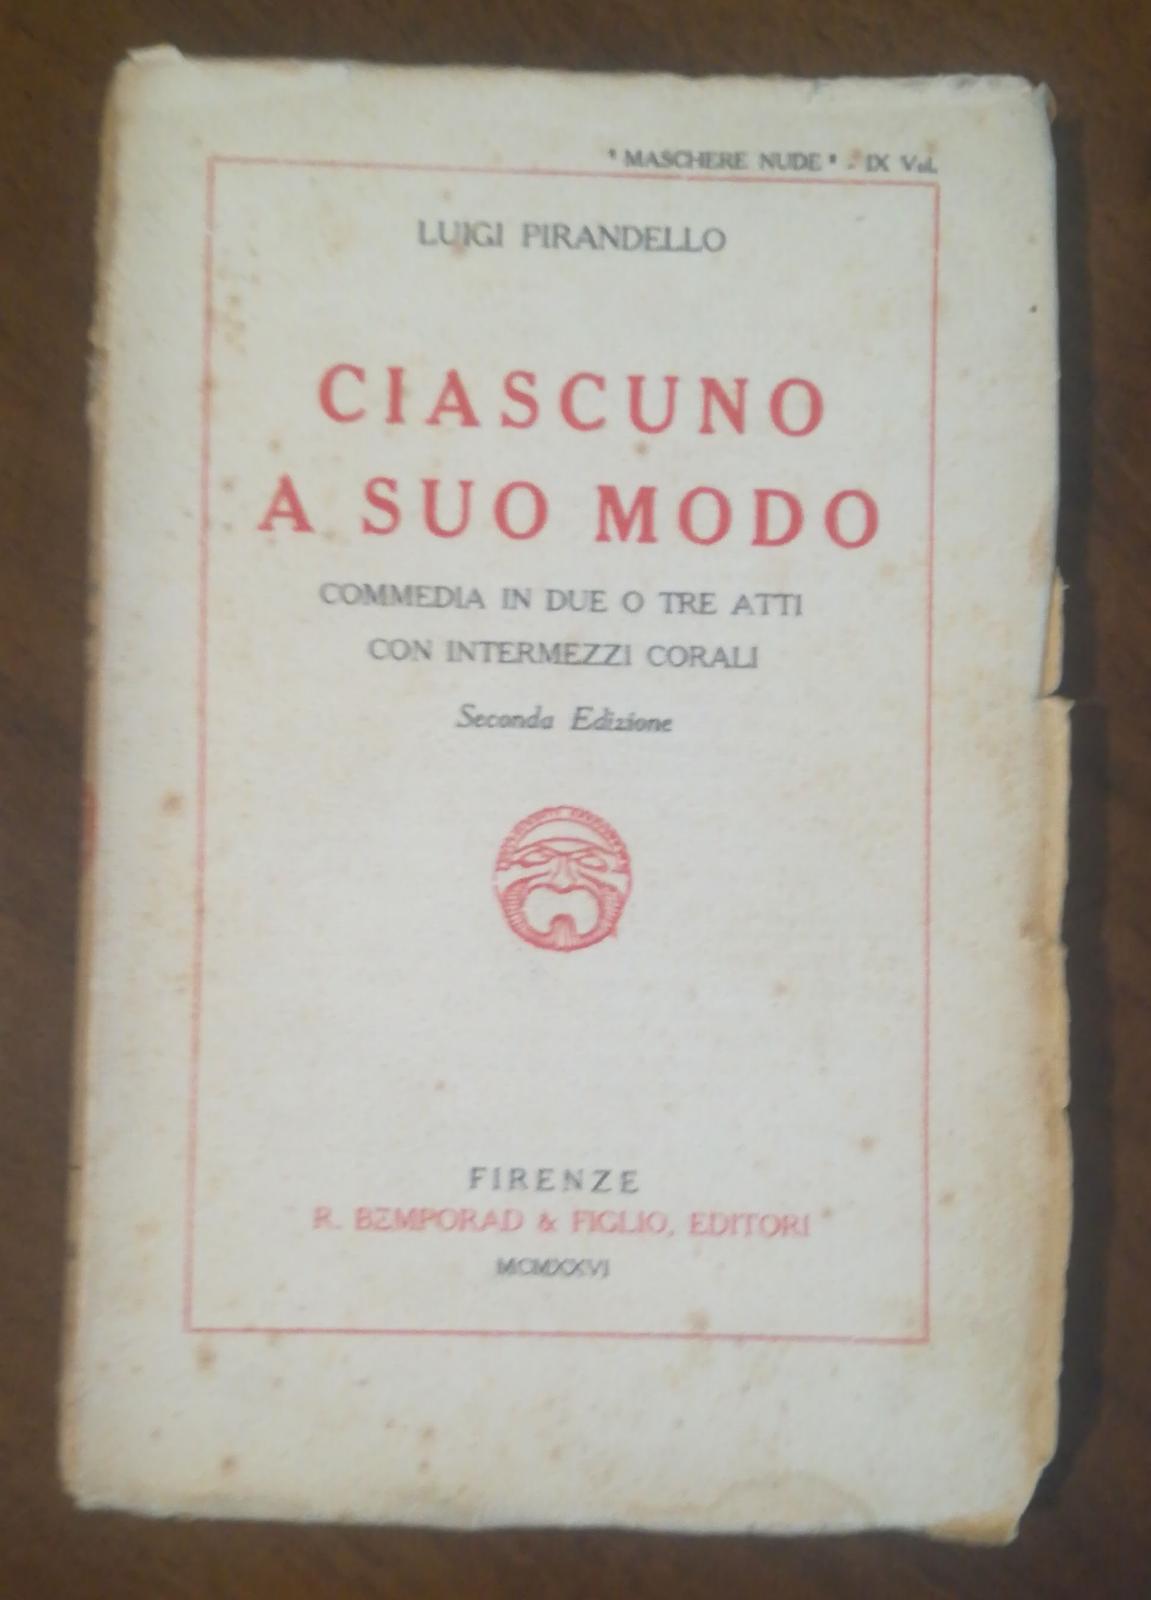 "MASCHERE NUDE" - IX Vol.
LUIGI PIRANDELLO
CIASCUNO
A SUO MODO
COMMEDIA IN DUE O TRE ATTI
CON INTERMEZZI CORALI
Seconda Edizione
FIRENZE
R. BEMPORAD & FIGLIO, EDITORI
MCMXXVI